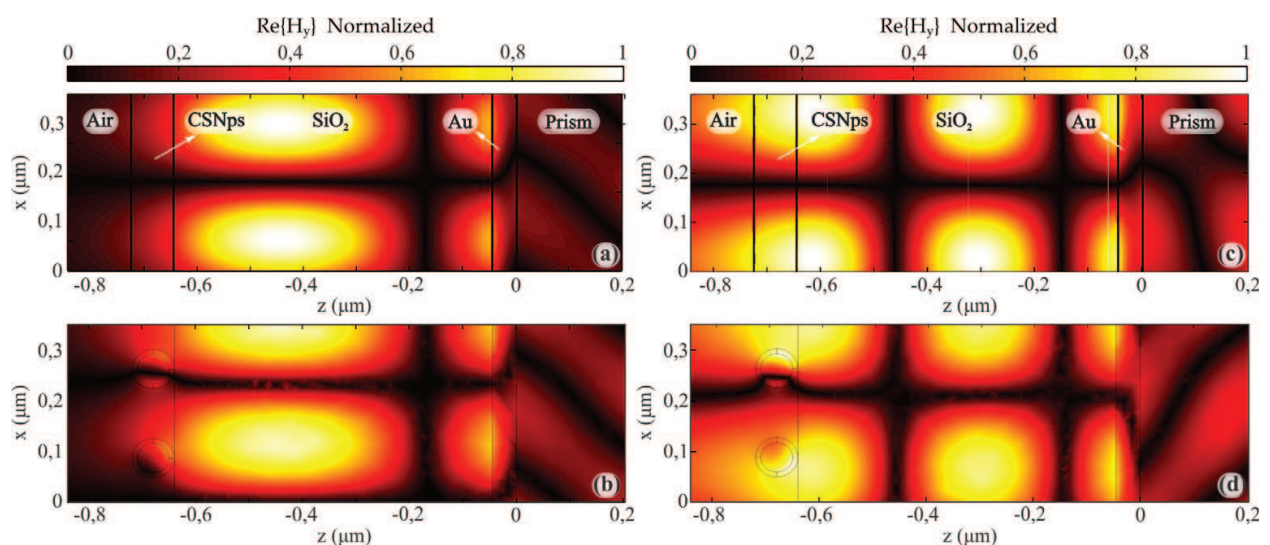 Re{Hy} Normalized
0 0,2 0,4 0,6 0,8 1
Air CSNps SiO₂ Au Prism
0,3
0,2
0,1
0
x (μm)
(a)
-0,8 -0,6 -0,4 -0,2 0 0,2
z (μm)
0,3
0,2
0,1
0
x (μm)
(b)
-0,8 -0,6 -0,4 -0,2 0 0,2
z (μm)
Re{Hy} Normalized
0 0,2 0,4 0,6 0,8 1
Air CSNps SiO₂ Au Prism
0,3
0,2
0,1
0
x (μm)
(c)
-0,8 -0,6 -0,4 -0,2 0 0,2
z (μm)
0,3
0,2
0,1
0
x (μm)
(d)
-0,8 -0,6 -0,4 -0,2 0 0,2
z (μm)